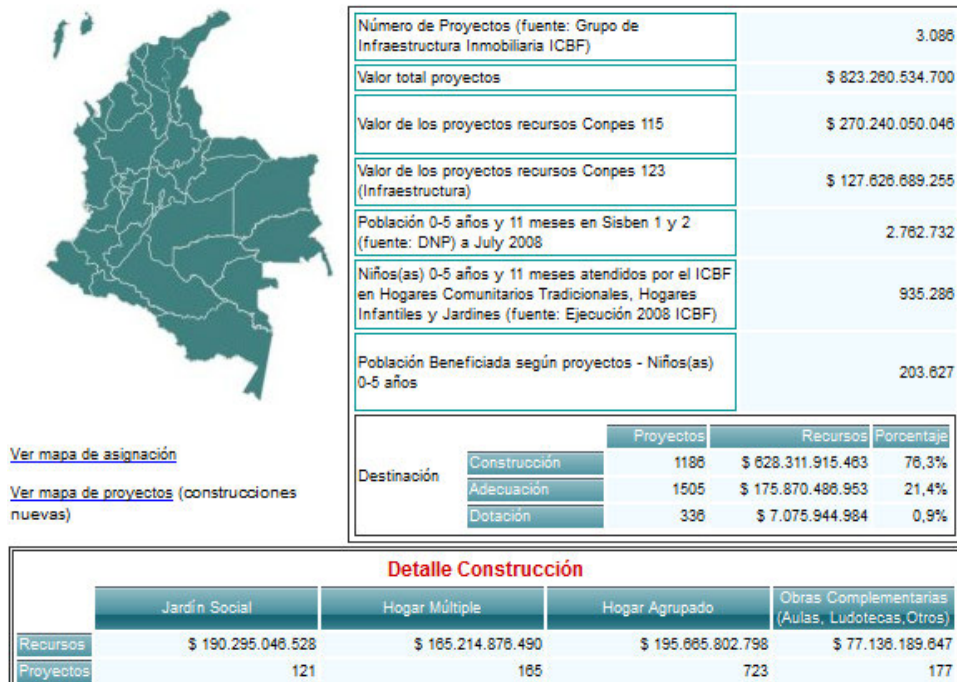 Número de Proyectos (fuente: Grupo de
Infraestructura Inmobiliaria ICBF)
3.086
Valor total proyectos
$ 823.260.534.700
Valor de los proyectos recursos Conpes 115
$ 270.240.050.046
Valor de los proyectos recursos Conpes 123
(Infraestructura)
$ 127.626.689.255
Población 0-5 años y 11 meses en Sisben 1 y 2
(fuente: DNP) a July 2008
2.762.732
Niños(as) 0-5 años y 11 meses atendidos por el ICBF
en Hogares Comunitarios Tradicionales, Hogares
Infantiles y Jardines (fuente: Ejecución 2008 ICBF)
935.286
Población Beneficiada según proyectos - Niños(as)
0-5 años
203.627
Ver mapa de asignación
Ver mapa de proyectos (construcciones
nuevas)
Destinación
Proyectos Recursos Porcentaje
Construcción 1186 $ 628.311.915.463 76,3%
Adecuación 1505 $ 175.870.486.953 21,4%
Dotación 336 $ 7.075.944.984 0,9%
Detalle Construcción
Jardín Social Hogar Múltiple Hogar Agrupado Obras Complementarias
(Aulas, Ludotecas,Otros)
Recursos $ 190.295.046.528 $ 165.214.876.490 $ 195.665.802.798 $ 77.136.189.647
Proyectos 121 165 723 177